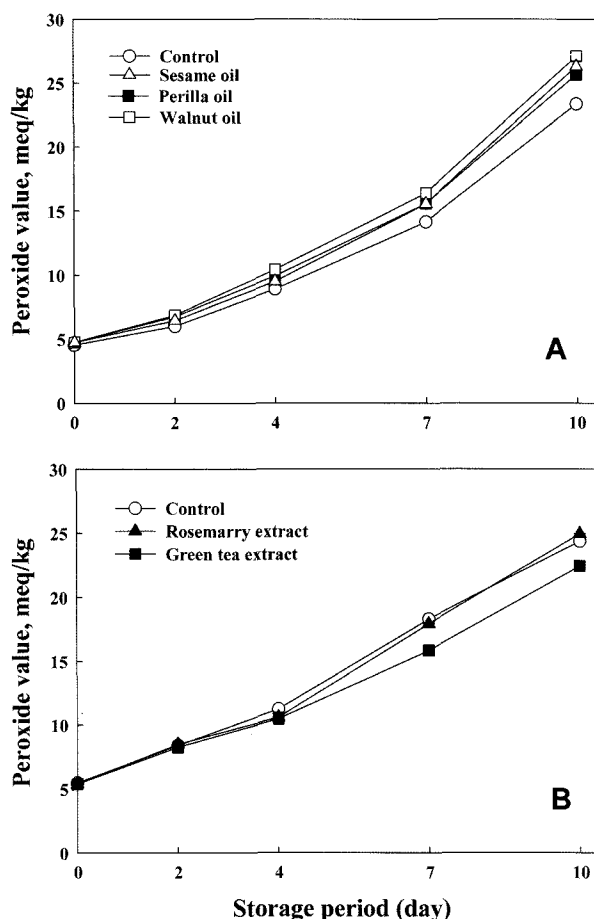 30
25
20
15
10
5
0
Peroxide value, meq/kg
Control
Sesame oil
Perilla oil
Walnut oil
A
0 2 4 7 10
30
25
20
15
10
5
0
Peroxide value, meq/kg
Control
Rosemarry extract
Green tea extract
B
0 2 4 7 10
Storage period (day)